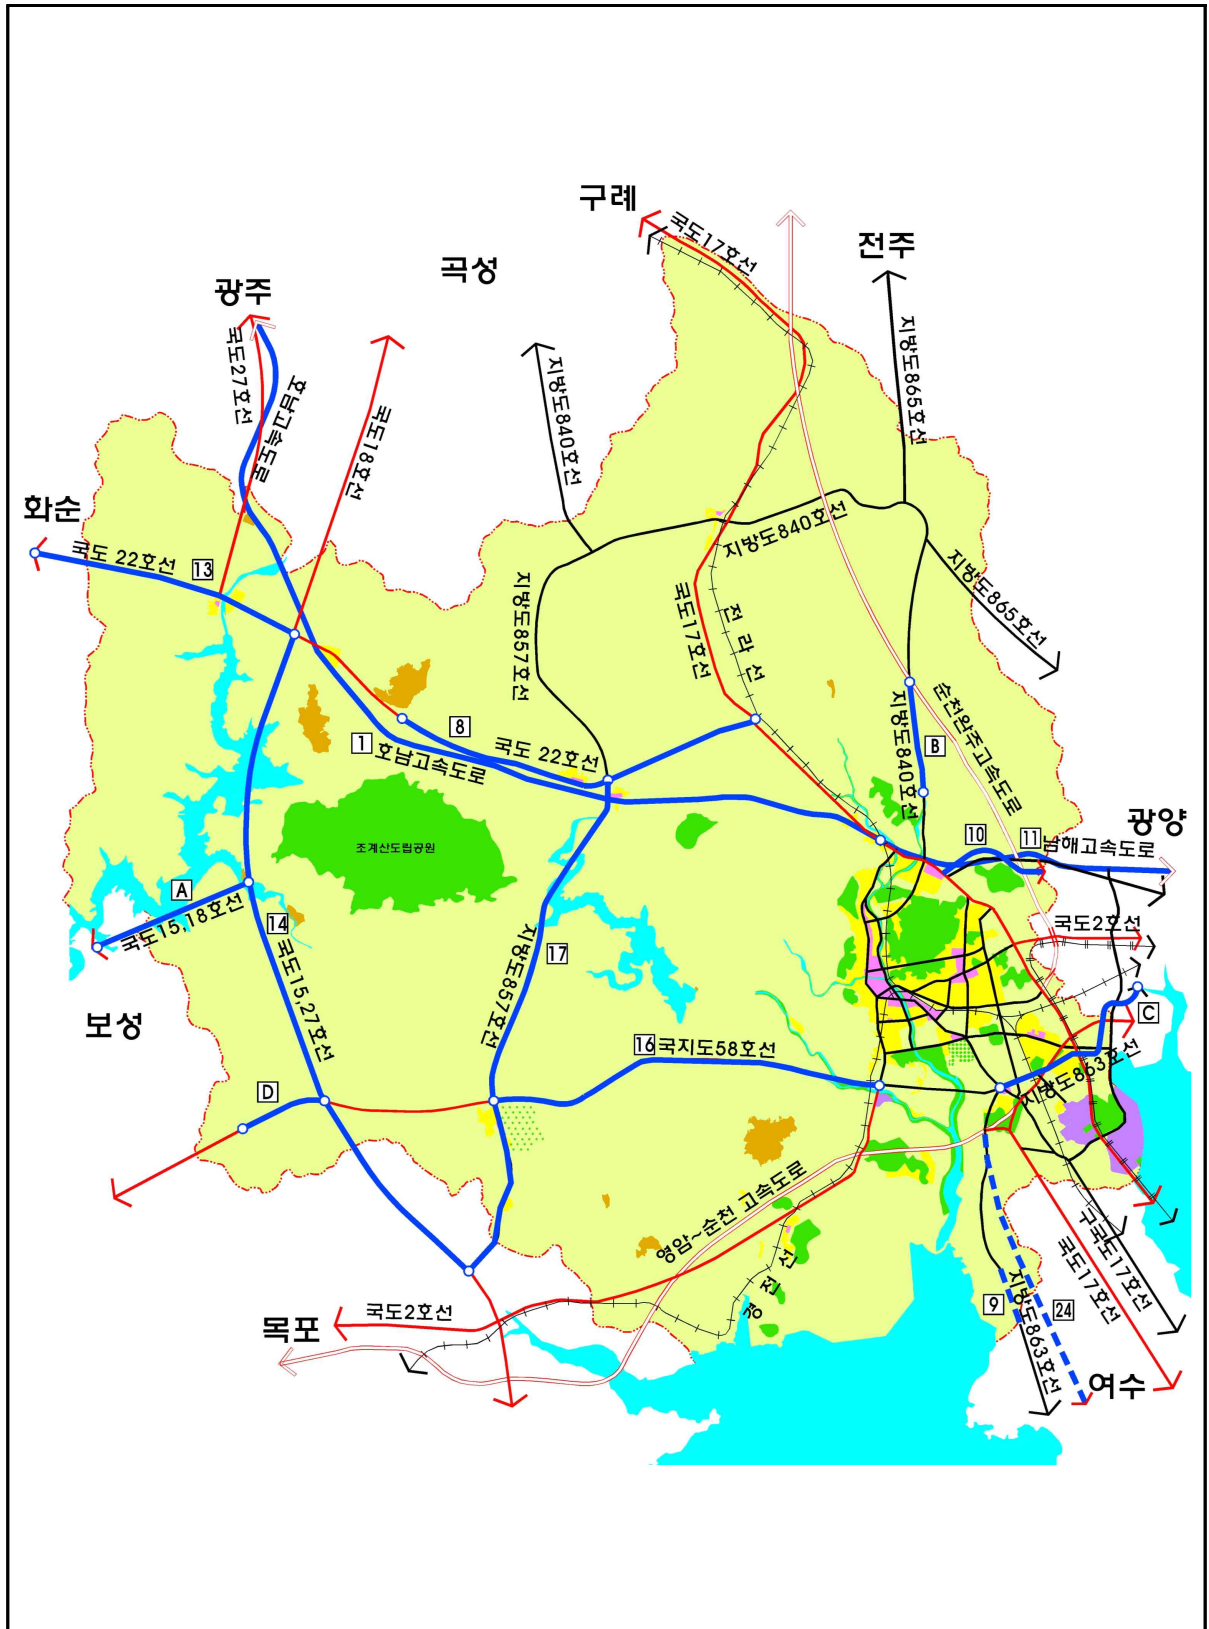 구례
국도17호선
전주
곡성
광주
국도27호선
호남고속도로
국도18호선
지방도840호선
지방도865호선
화순
국도 22호선
13
지방도857호선
지방도840호선
지방도865호선
국도17호선
전라선
순천완주고속도로
지방도840호선
B
8
1
호남고속도로
국도 22호선
조계산도립공원
10
11
남해고속도로
광양
A
국도15,18호선
14
국도15,27호선
지방도857호선
17
국도2호선
보성
16
국지도58호선
C
지방도863호선
D
영암~순천 고속도로
경전선
구국도17호선
국도17호선
9
지방도863호선
24
목포
국도2호선
여수